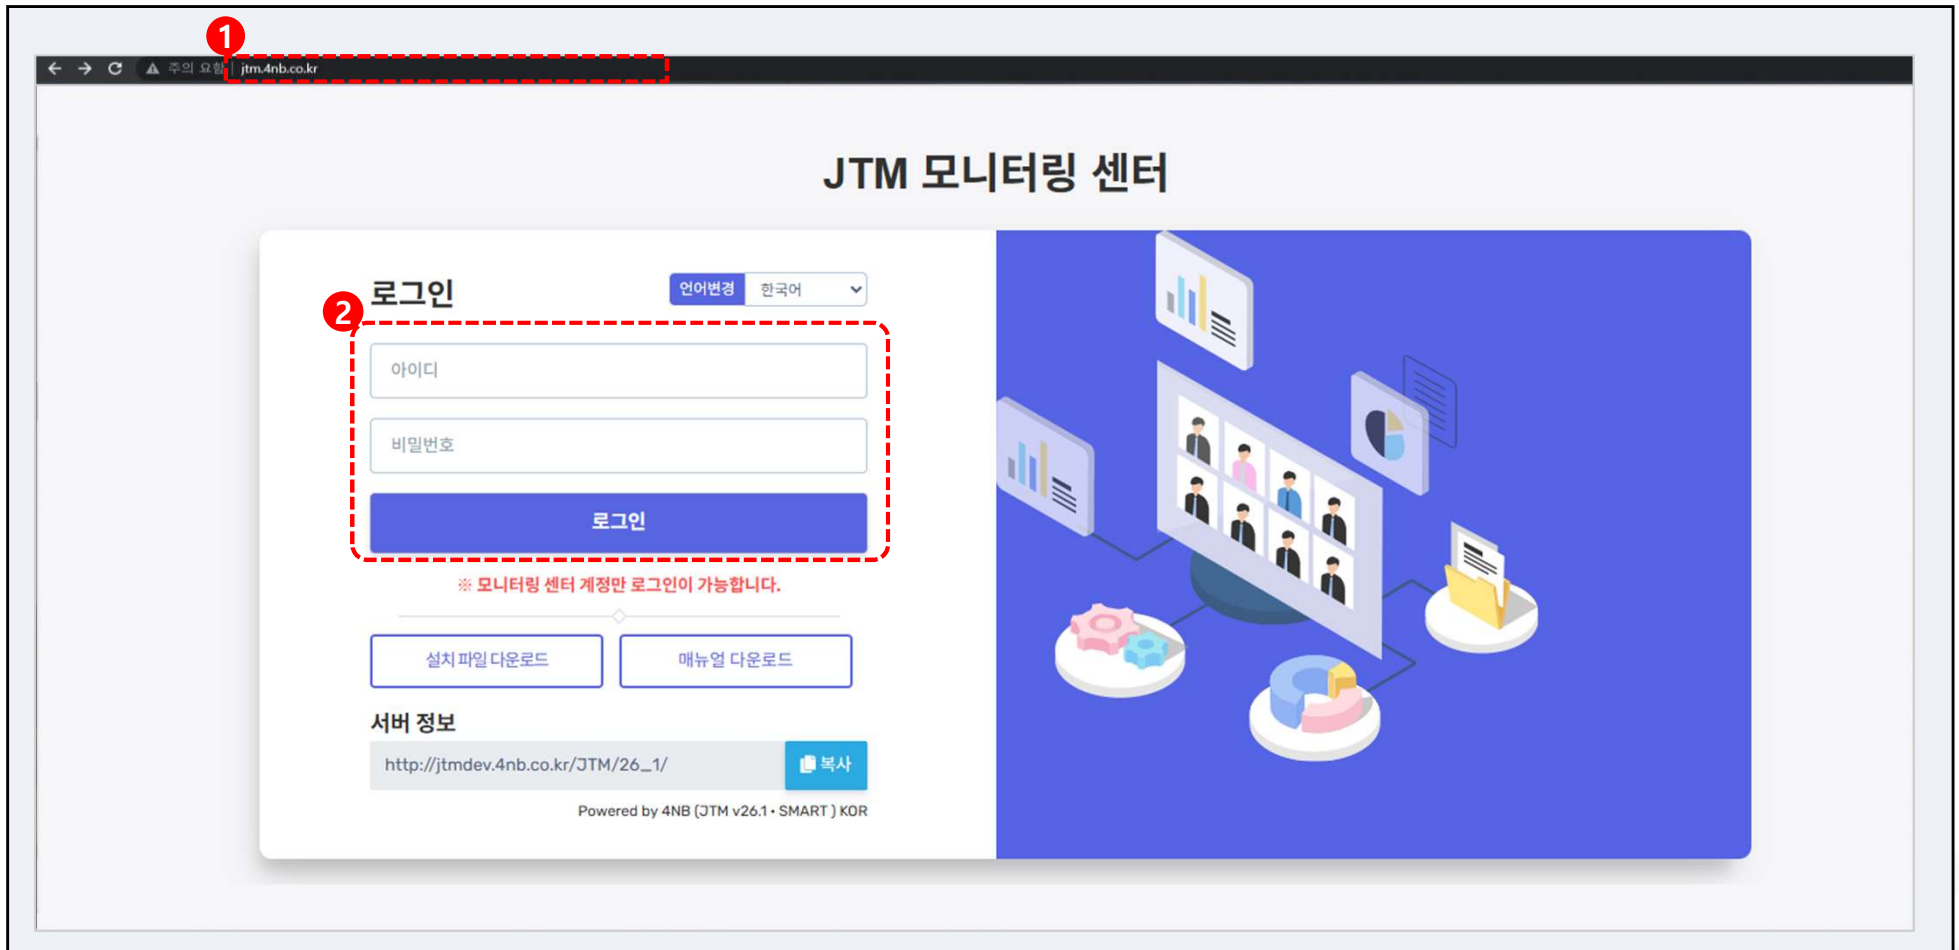 1
주의 요함 jtm.4nb.co.kr
JTM 모니터링 센터
로그인
언어변경 한국어
2
아이디
비밀번호
로그인
※ 모니터링 센터 계정만 로그인이 가능합니다.
설치 파일 다운로드 매뉴얼 다운로드
서버 정보
http://jtmdev.4nb.co.kr/JTM/26_1/ 복사
Powered by 4NB (JTM v26.1 • SMART ) KOR